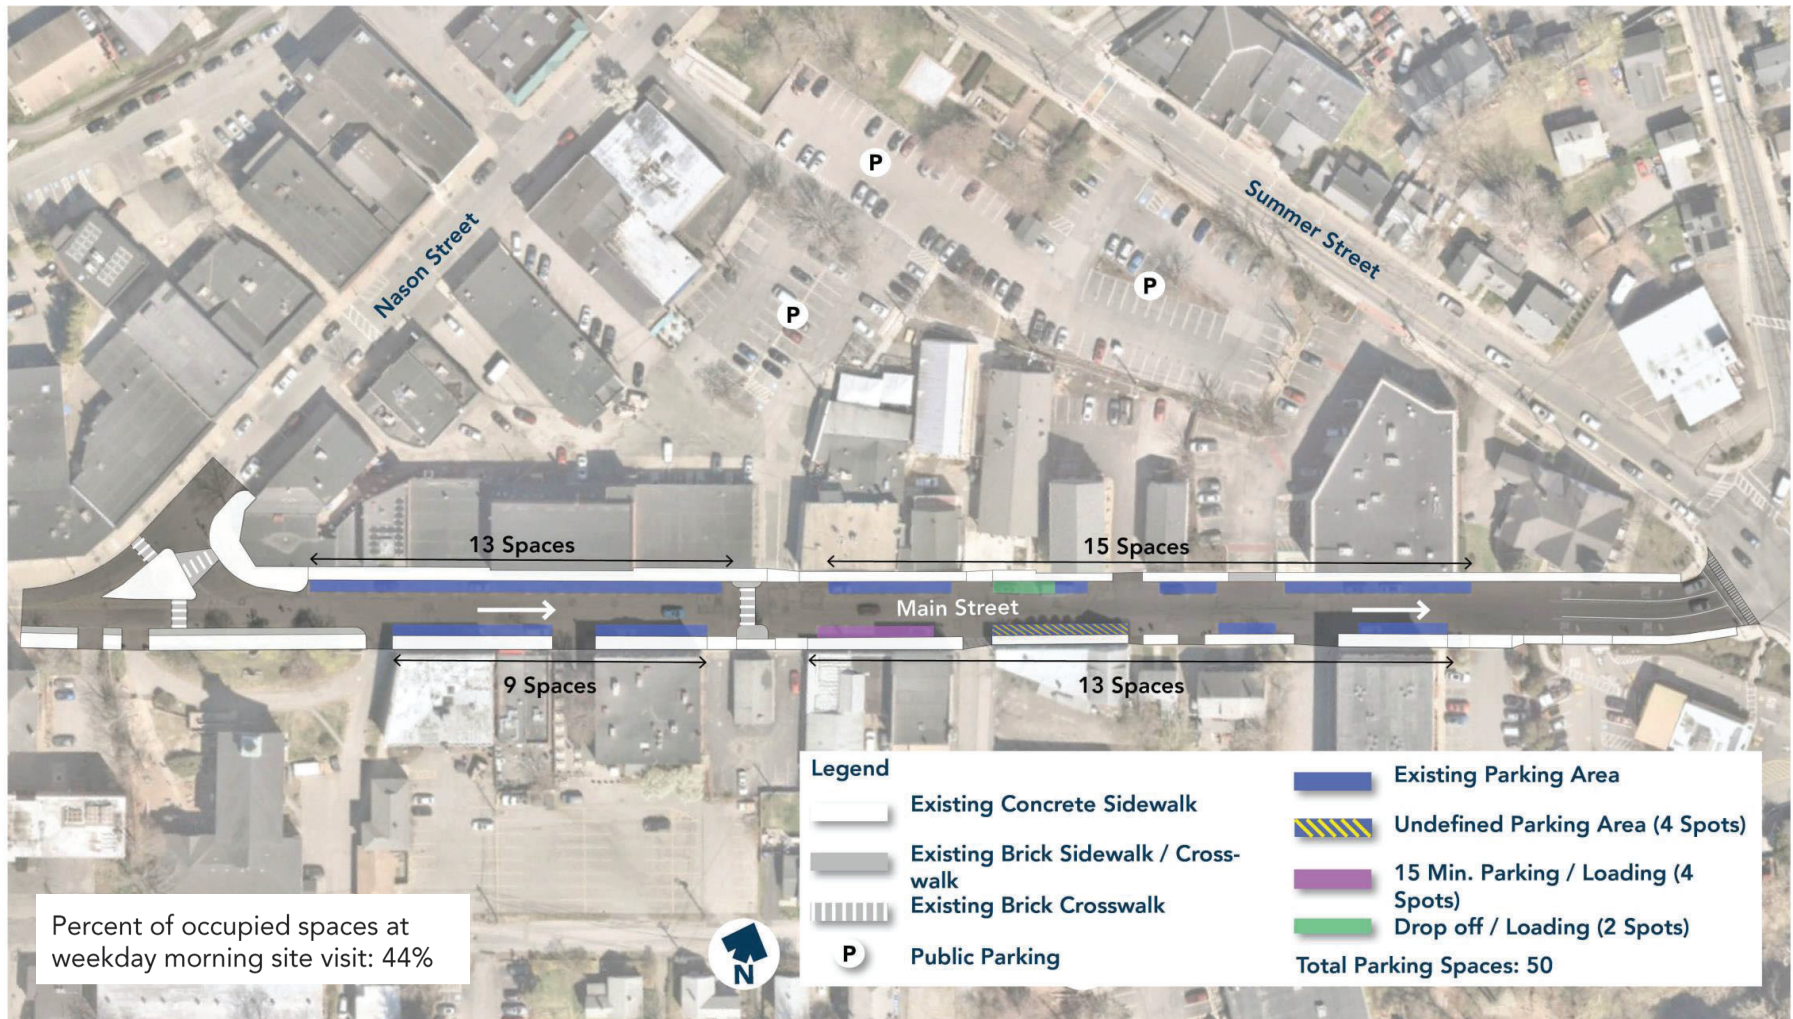 P
Summer Street
Nason Street
P
P
13 Spaces
15 Spaces
Main Street
9 Spaces
13 Spaces
Legend
Existing Concrete Sidewalk
Existing Brick Sidewalk / Cross-
walk
Existing Brick Crosswalk
P
Public Parking
Existing Parking Area
Undefined Parking Area (4 Spots)
15 Min. Parking / Loading (4
Spots)
Drop off / Loading (2 Spots)
Total Parking Spaces: 50
Percent of occupied spaces at
weekday morning site visit: 44%
N